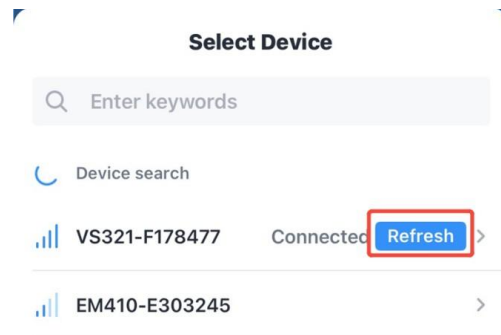 Select Device
Enter keywords
Device search
VS321-F178477 Connected Refresh
EM410-E303245